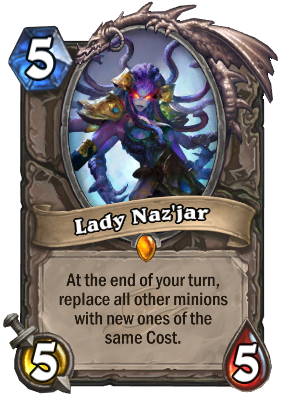 5
Lady Naz'jar
At the end of your turn,
replace all other minions
with new ones of the
same Cost.
5
5